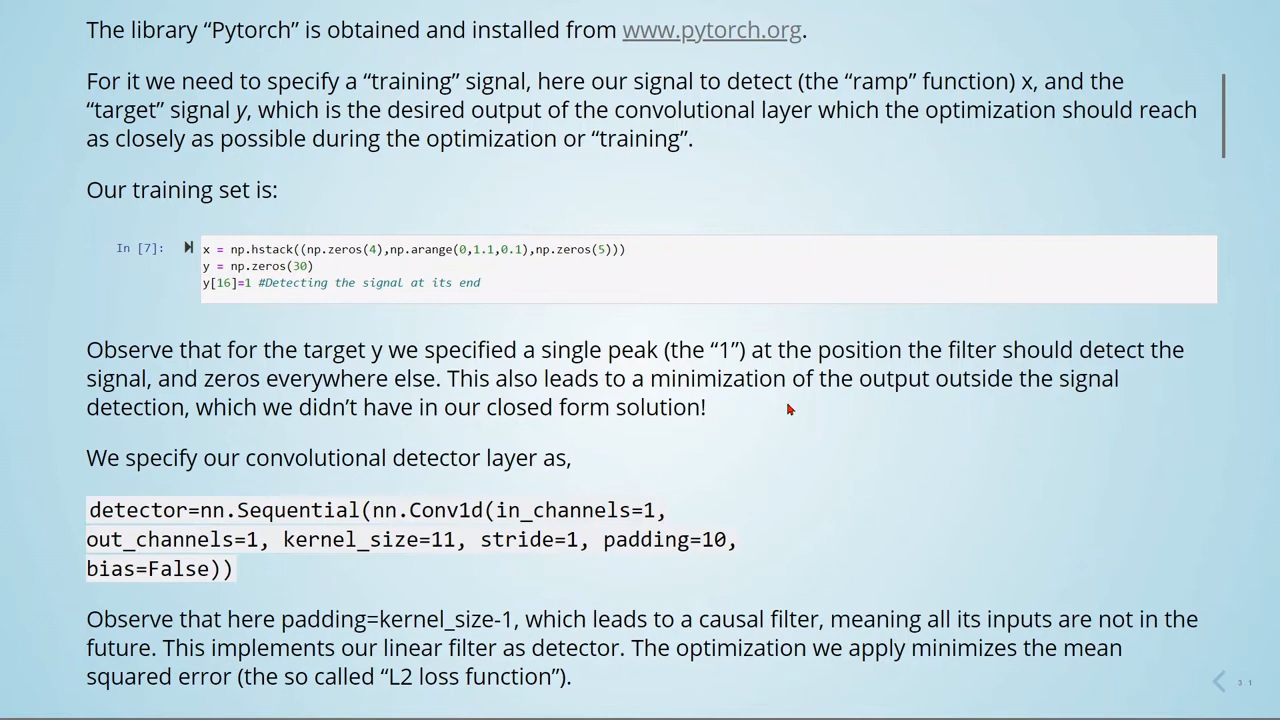 The library “Pytorch” is obtained and installed from www.pytorch.org.
For it we need to specify a “training” signal, here our signal to detect (the “ramp” function) x, and the
“target” signal y, which is the desired output of the convolutional layer which the optimization should reach
as closely as possible during the optimization or “training”.
Our training set is:
In [7]:
x = np.hstack((np.zeros(4),np.arange(0,1.1,0.1),np.zeros(5)))
y = np.zeros(30)
y[16]=1 #Detecting the signal at its end
Observe that for the target y we specified a single peak (the “1”) at the position the filter should detect the
signal, and zeros everywhere else. This also leads to a minimization of the output outside the signal
detection, which we didn’t have in our closed form solution!
We specify our convolutional detector layer as,
detector=nn.Sequential(nn.Conv1d(in_channels=1,
out_channels=1, kernel_size=11, stride=1, padding=10,
bias=False))
Observe that here padding=kernel_size-1, which leads to a causal filter, meaning all its inputs are not in the
future. This implements our linear filter as detector. The optimization we apply minimizes the mean
squared error (the so called “L2 loss function”).
3.1